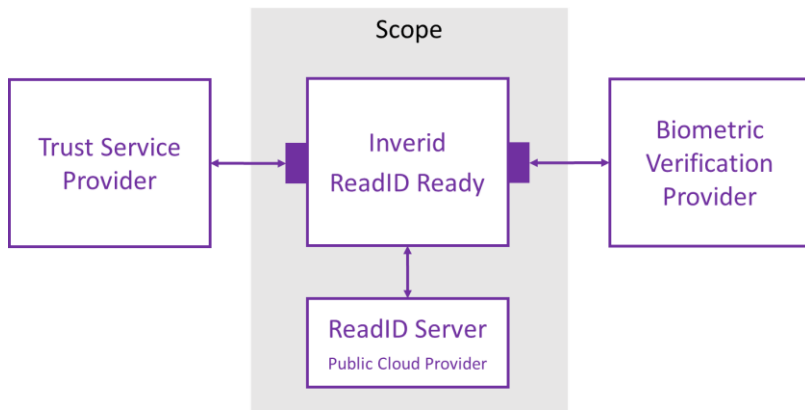 Scope
Trust Service
Provider
Inverid
ReadID Ready
Biometric
Verification
Provider
ReadID Server
Public Cloud Provider